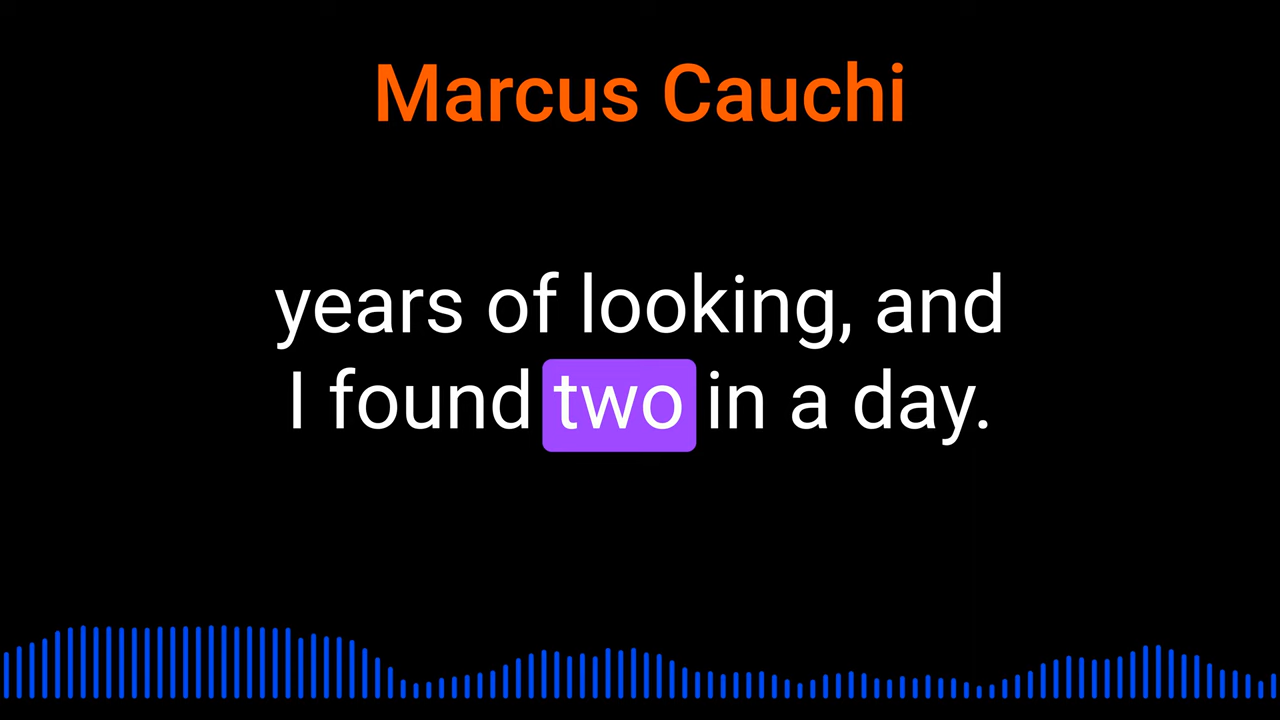 Marcus Cauchi
years of looking, and
I found two in a day.